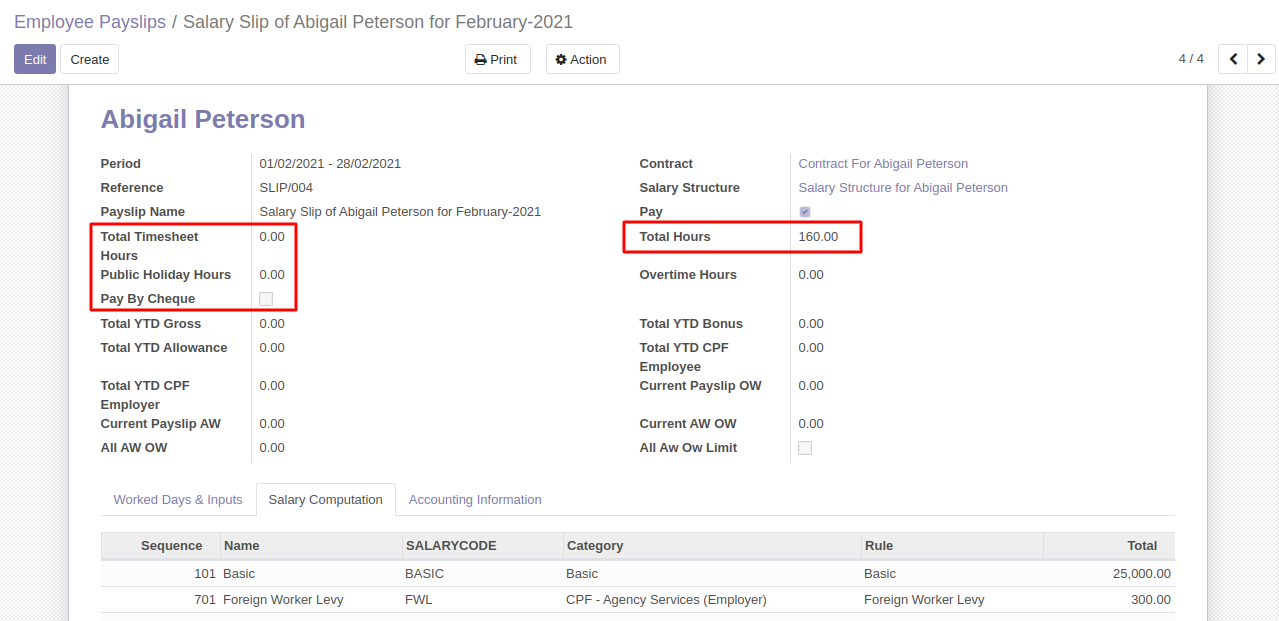 Employee Payslips / Salary Slip of Abigail Peterson for February-2021
Edit Create Print Action 4 / 4
Abigail Peterson
Period 01/02/2021 - 28/02/2021 Contract Contract For Abigail Peterson
Reference SLIP/004 Salary Structure Salary Structure for Abigail Peterson
Payslip Name Salary Slip of Abigail Peterson for February-2021 Pay
Total Timesheet 0.00 Total Hours 160.00
Hours
Public Holiday Hours 0.00 Overtime Hours 0.00
Pay By Cheque
Total YTD Gross 0.00 Total YTD Bonus 0.00
Total YTD Allowance 0.00 Total YTD CPF 0.00
Employee
Total YTD CPF 0.00 Current Payslip OW 0.00
Employer
Current Payslip AW 0.00 Current AW OW 0.00
All AW OW 0.00 All Aw Ow Limit
Worked Days & Inputs Salary Computation Accounting Information
Sequence Name SALARYCODE Category Rule Total
101 Basic BASIC Basic Basic 25,000.00
701 Foreign Worker Levy FWL CPF - Agency Services (Employer) Foreign Worker Levy 300.00